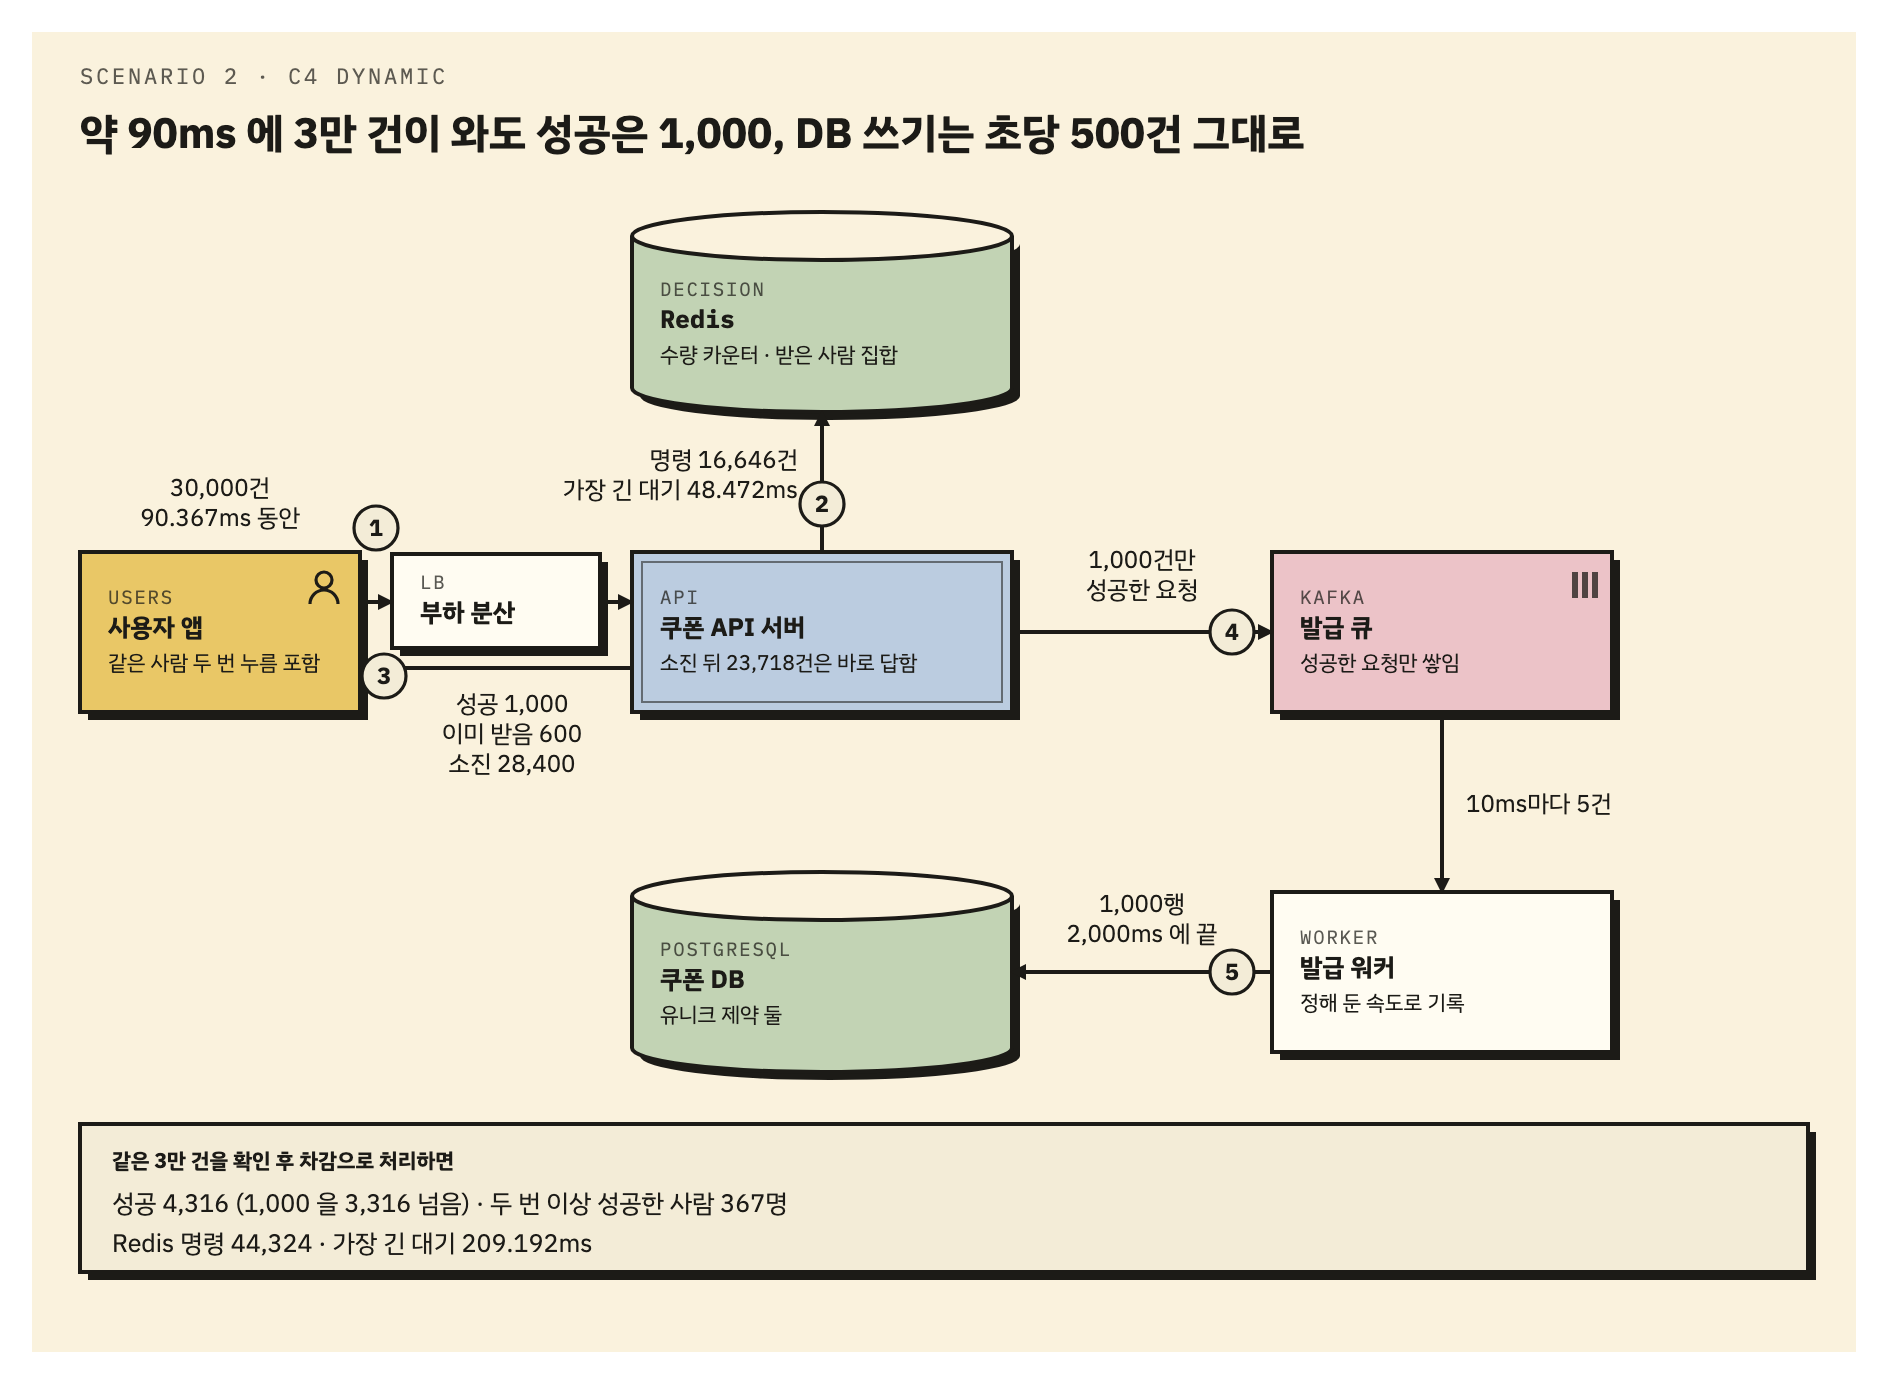 SCENARIO 2 · C4 DYNAMIC
약 90ms 에 3만 건이 와도 성공은 1,000, DB 쓰기는 초당 500건 그대로
DECISION
Redis
수량 카운터 · 받은 사람 집합
명령 16,646건
가장 긴 대기 48.472ms
2
30,000건
90.367ms 동안
1
USERS
사용자 앱
같은 사람 두 번 누름 포함
LB
부하 분산
API
쿠폰 API 서버
소진 뒤 23,718건은 바로 답함
1,000건만
성공한 요청
4
KAFKA
발급 큐
성공한 요청만 쌓임
3
성공 1,000
이미 받음 600
소진 28,400
10ms마다 5건
POSTGRESQL
쿠폰 DB
유니크 제약 둘
1,000행
2,000ms 에 끝
5
WORKER
발급 워커
정해 둔 속도로 기록
같은 3만 건을 확인 후 차감으로 처리하면
성공 4,316 (1,000 을 3,316 넘음) · 두 번 이상 성공한 사람 367명
Redis 명령 44,324 · 가장 긴 대기 209.192ms